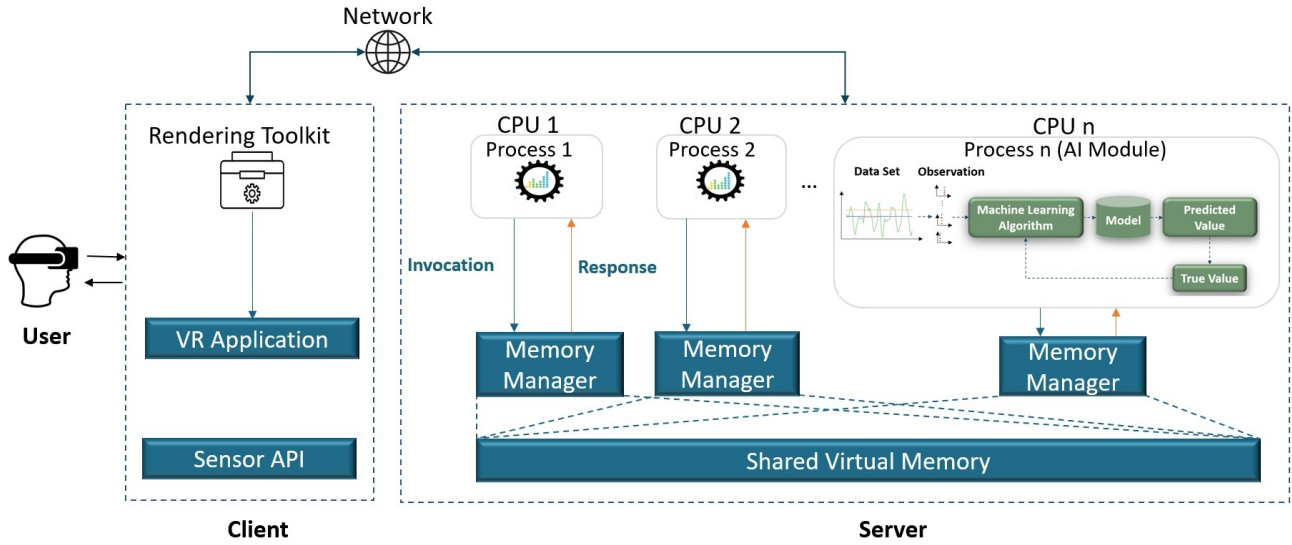 Network
Rendering Toolkit
VR Application
Sensor API
User
Client
CPU 1
Process 1
CPU 2
Process 2
...
CPU n
Process n (AI Module)
Data Set
Observation
Machine Learning
Algorithm
Model
Predicted
Value
True Value
Invocation
Response
Memory
Manager
Memory
Manager
Memory
Manager
Shared Virtual Memory
Server